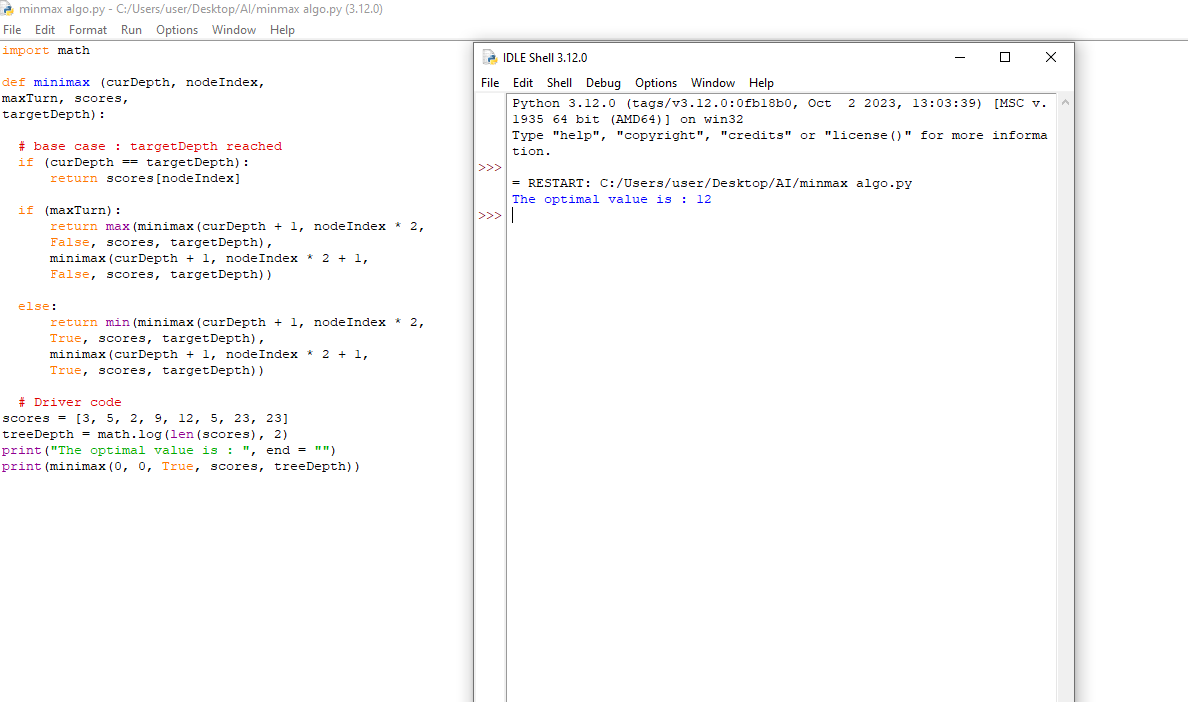 minmax algo.py - C:/Users/user/Desktop/AI/minmax algo.py (3.12.0)
File Edit Format Run Options Window Help
import math
def minimax (curDepth, nodeIndex,
maxTurn, scores,
targetDepth):
# base case : targetDepth reached
if (curDepth == targetDepth):
return scores[nodeIndex]
if (maxTurn):
return max(minimax(curDepth + 1, nodeIndex * 2,
False, scores, targetDepth),
minimax(curDepth + 1, nodeIndex * 2 + 1,
False, scores, targetDepth))
else:
return min(minimax(curDepth + 1, nodeIndex * 2,
True, scores, targetDepth),
minimax(curDepth + 1, nodeIndex * 2 + 1,
True, scores, targetDepth))
# Driver code
scores = [3, 5, 2, 9, 12, 5, 23, 23]
treeDepth = math.log(len(scores), 2)
print("The optimal value is : ", end = "")
print(minimax(0, 0, True, scores, treeDepth))
IDLE Shell 3.12.0
File Edit Shell Debug Options Window Help
Python 3.12.0 (tags/v3.12.0:0fb18b0, Oct  2 2023, 13:03:39) [MSC v.
1935 64 bit (AMD64)] on win32
Type "help", "copyright", "credits" or "license()" for more informa
tion.
>>>
= RESTART: C:/Users/user/Desktop/AI/minmax algo.py
The optimal value is : 12
>>>